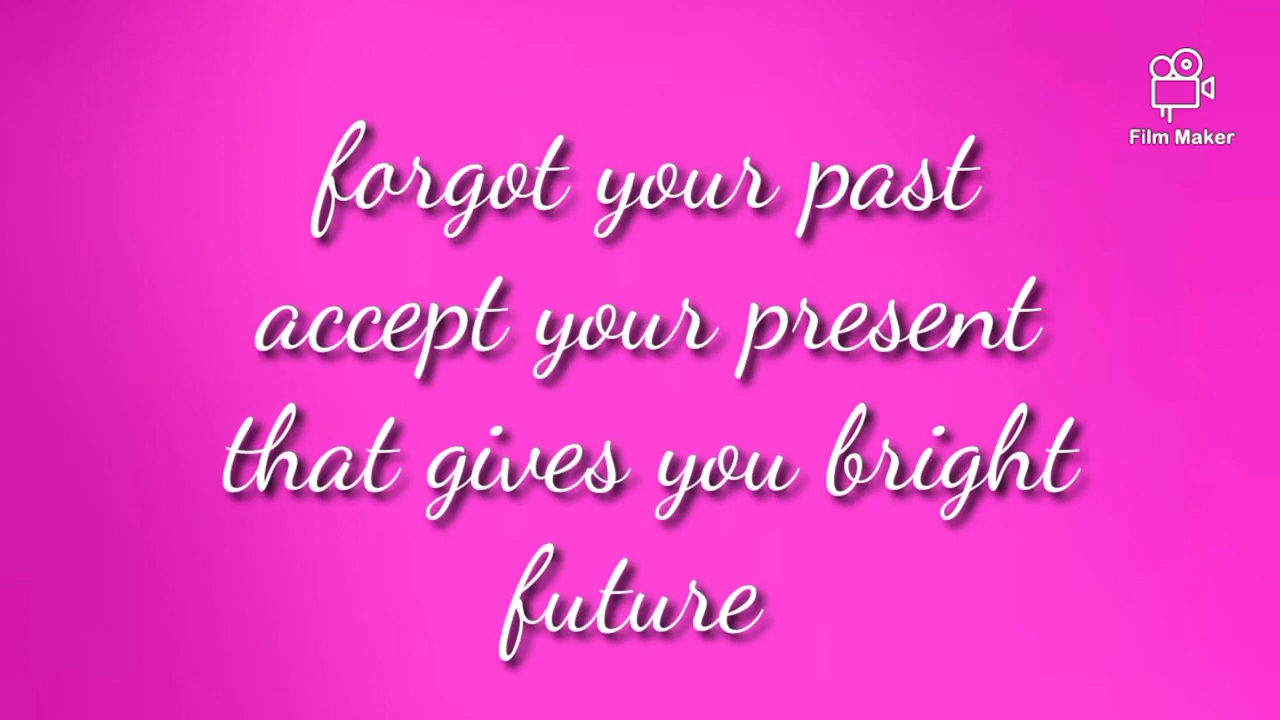 Film Maker
forgot your past
accept your present
that gives you bright
future